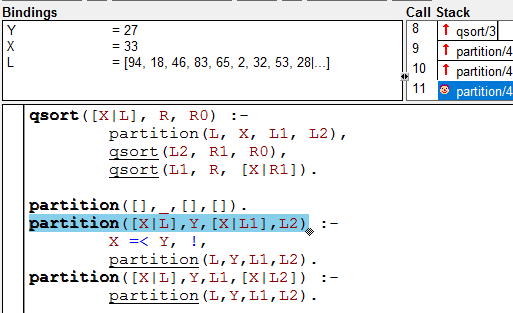 Bindings
Y = 27
X = 33
L = [94, 18, 46, 83, 65, 2, 32, 53, 28|...]
Call Stack
8 qsort/3
9 partition/4
10 partition/4
11 partition/4
qsort([X|L], R, R0) :-
partition(L, X, L1, L2),
qsort(L2, R1, R0),
qsort(L1, R, [X|R1]).
partition([],_,[],[]).
partition([X|L],Y,[X|L1],L2) :-
X =< Y, !,
partition(L,Y,L1,L2).
partition([X|L],Y,L1,[X|L2]) :-
partition(L,Y,L1,L2).